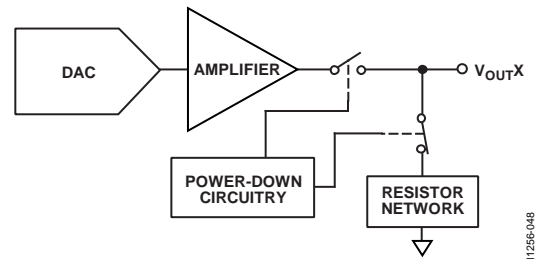 DAC
AMPLIFIER
VOUTX
POWER-DOWN
CIRCUITRY
RESISTOR
NETWORK
11256-048